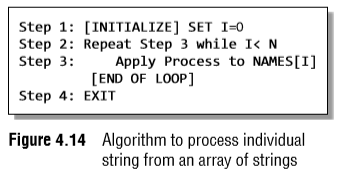 Step 1: [INITIALIZE] SET I=0
Step 2: Repeat Step 3 while I< N
Step 3: Apply Process to NAMES[I]
[END OF LOOP]
Step 4: EXIT
Figure 4.14 Algorithm to process individual
string from an array of strings